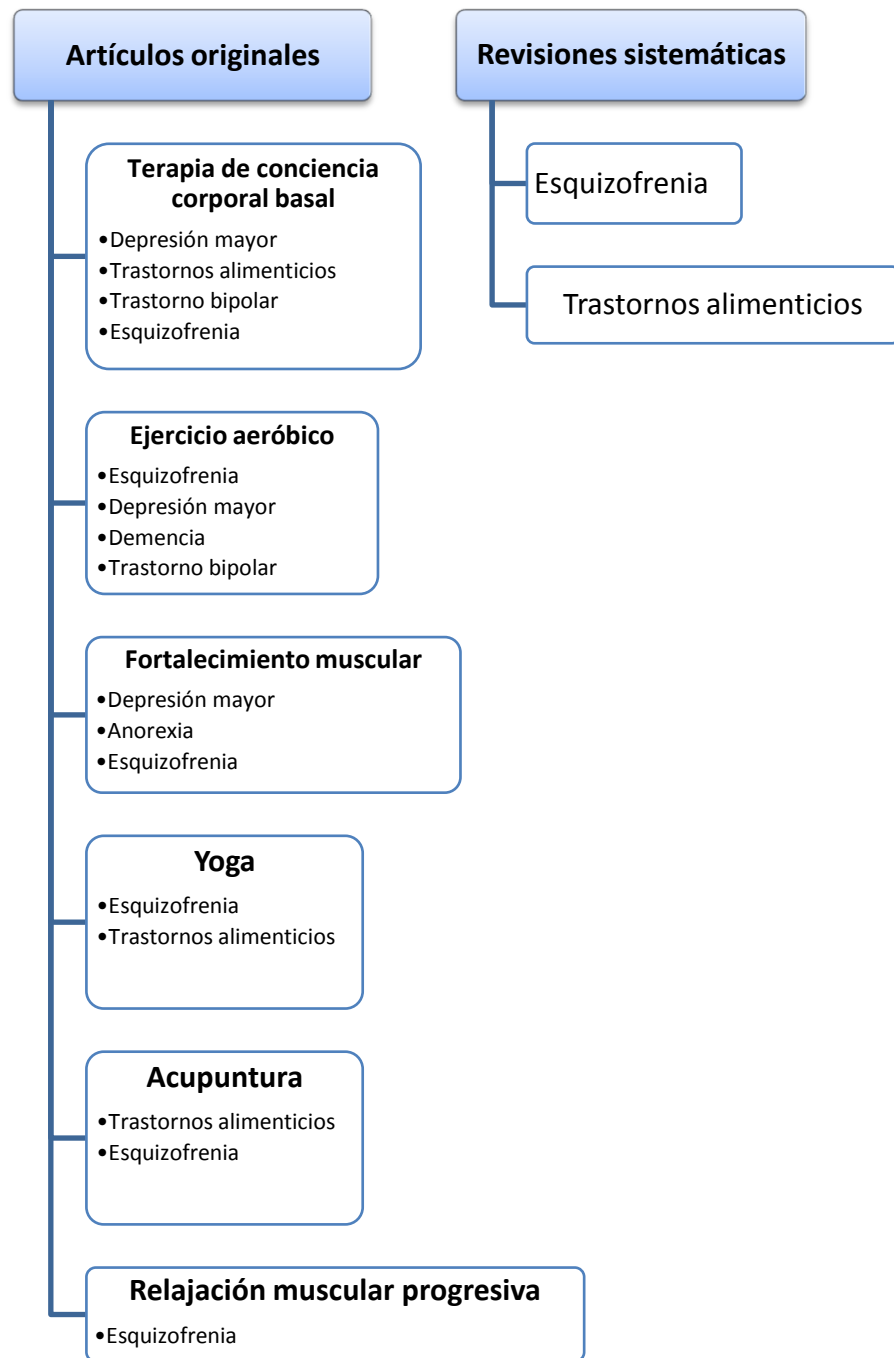 Artículos originales
Terapia de conciencia
corporal basal
•Depresión mayor
•Trastornos alimenticios
•Trastorno bipolar
•Esquizofrenia
Ejercicio aeróbico
•Esquizofrenia
•Depresión mayor
•Demencia
•Trastorno bipolar
Fortalecimiento muscular
•Depresión mayor
•Anorexia
•Esquizofrenia
Yoga
•Esquizofrenia
•Trastornos alimenticios
Acupuntura
•Trastornos alimenticios
•Esquizofrenia
Relajación muscular progresiva
•Esquizofrenia
Revisiones sistemáticas
Esquizofrenia
Trastornos alimenticios